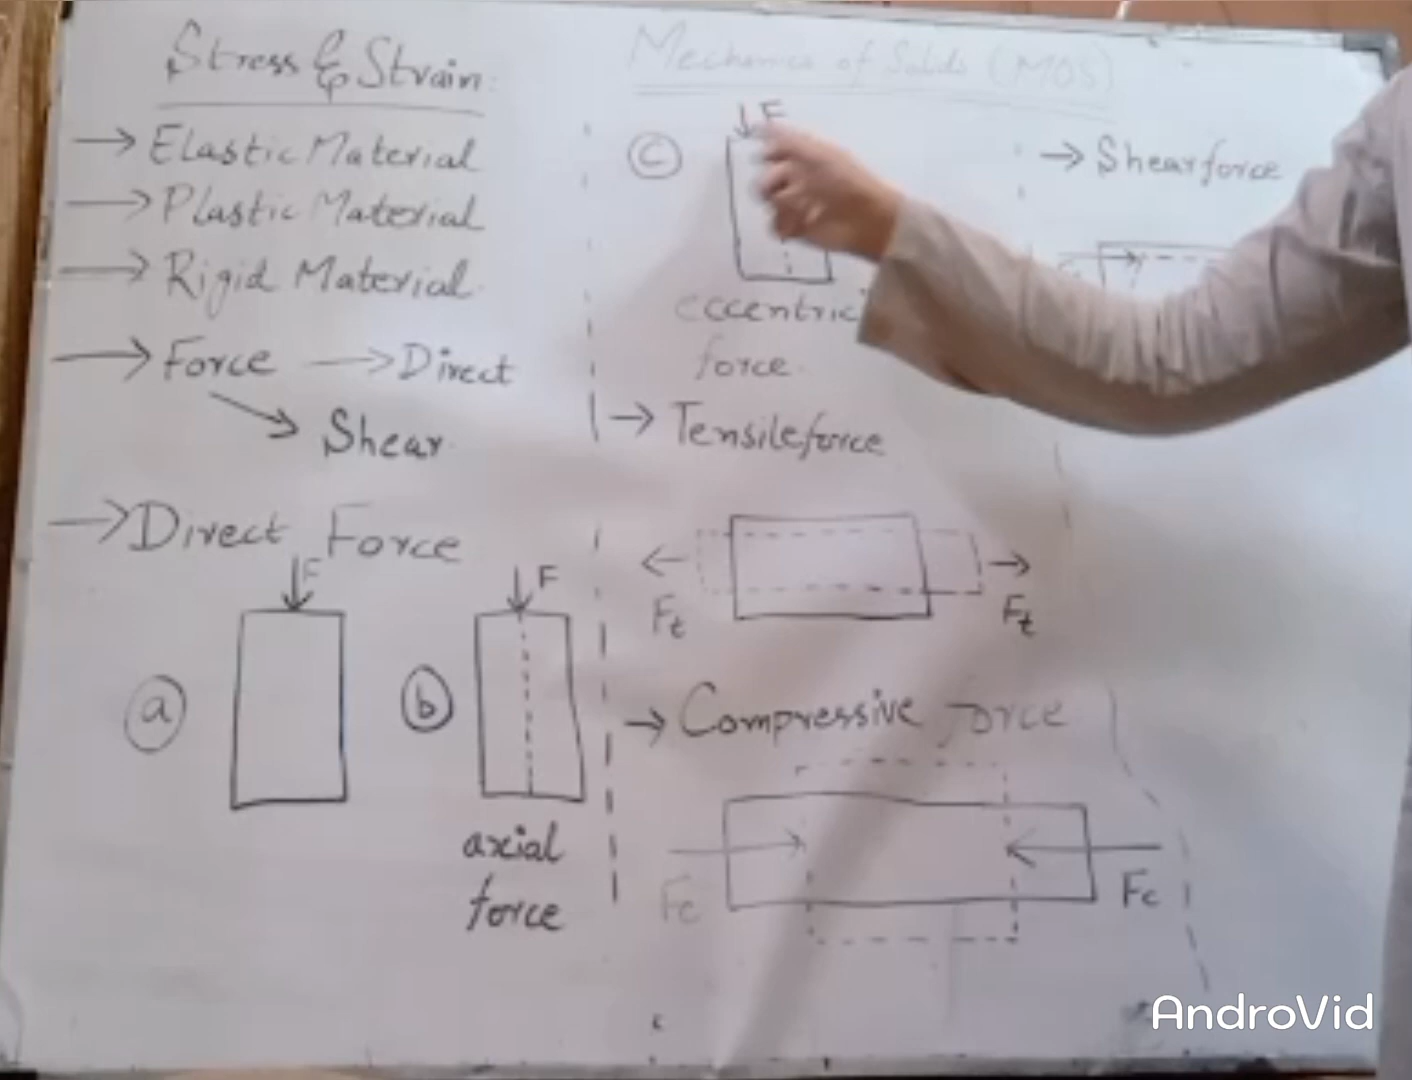 Stress & Strain
→ Elastic Material
→ Plastic Material
→ Rigid Material
→ Force → Direct
Shear
→ Direct Force
F
F
a
b
axial
force
Mechanics of Solids (MOS)
C
F
eccentric
force
→ Tensile force
Ft
Ft
→ Compressive force
Fc
Fc
→ Shear force
AndroVid